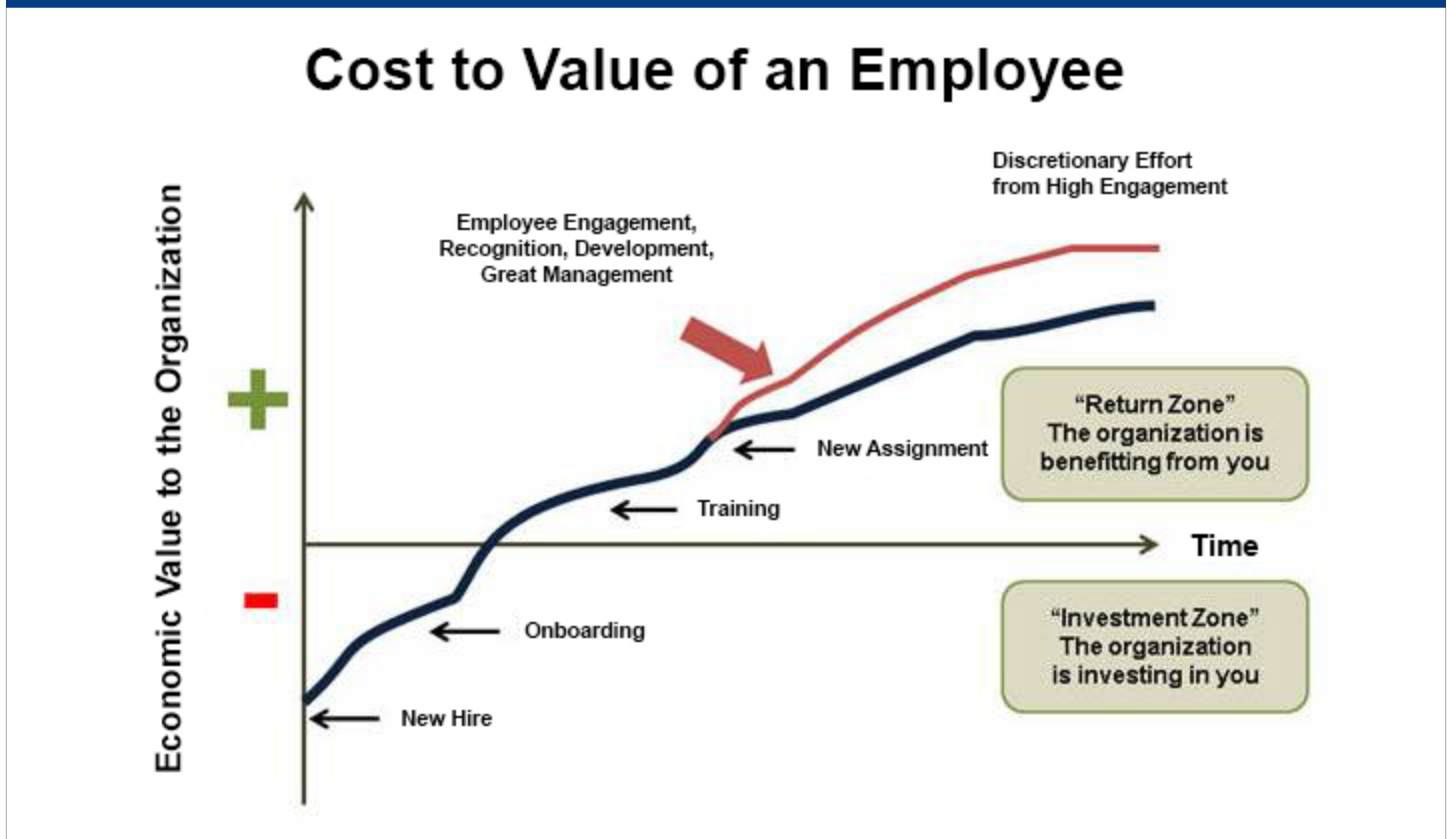 Cost to Value of an Employee
Economic Value to the Organization
Discretionary Effort
from High Engagement
Employee Engagement,
Recognition, Development,
Great Management
“Return Zone”
The organization is
benefitting from you
New Assignment
Training
Time
“Investment Zone”
The organization
is investing in you
Onboarding
New Hire